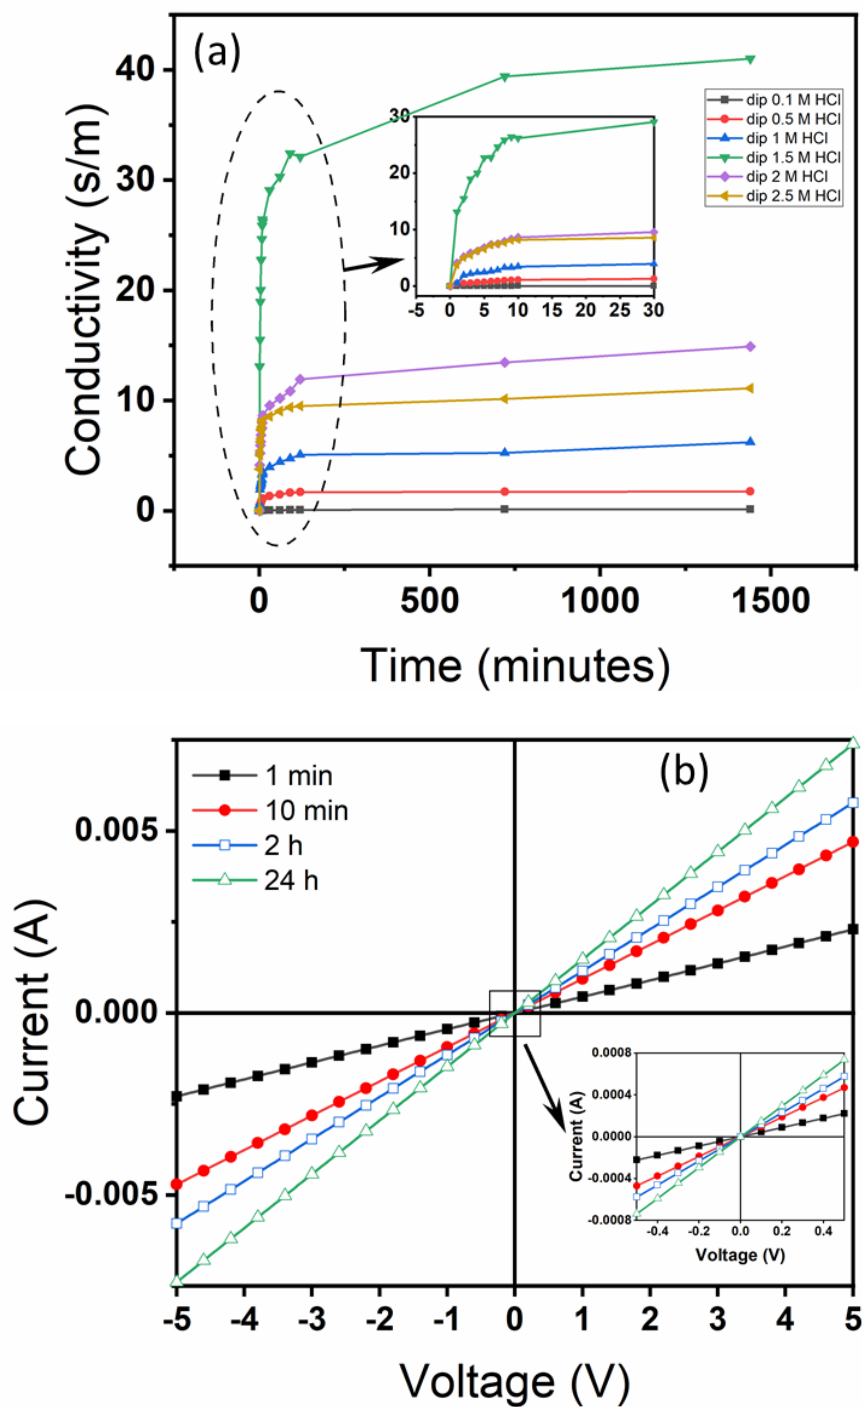 (a)
Conductivity (s/m)
40
30
20
10
0
0
500
1000
1500
Time (minutes)
dip 0.1 M HCl
dip 0.5 M HCl
dip 1 M HCl
dip 1.5 M HCl
dip 2 M HCl
dip 2.5 M HCl
30
20
10
0
-5
0
5
10
15
20
25
30
(b)
1 min
10 min
2 h
24 h
Current (A)
0.005
0.000
-0.005
-5
-4
-3
-2
-1
0
1
2
3
4
5
Voltage (V)
Current (A)
0.0008
0.0004
0.0000
-0.0004
-0.0008
-0.4
-0.2
0.0
0.2
0.4
Voltage (V)